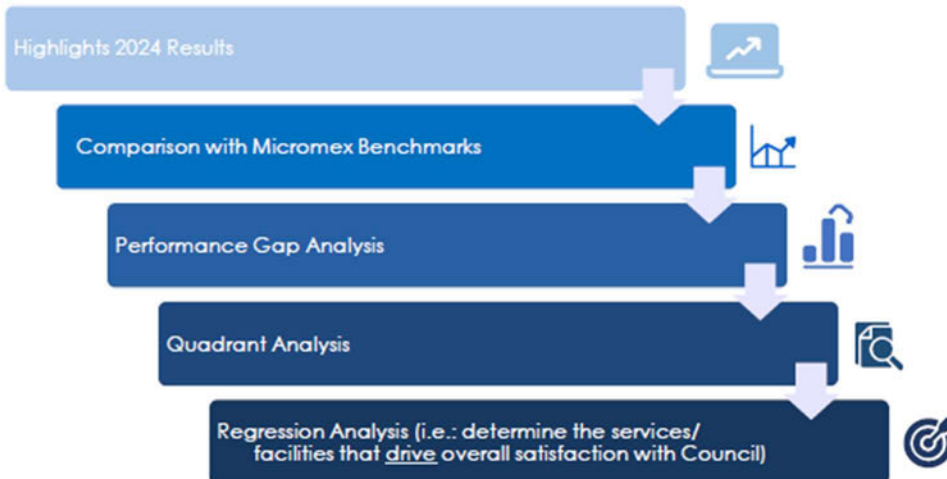 Highlights 2024 Results
Comparison with Micromex Benchmarks
Performance Gap Analysis
Quadrant Analysis
Regression Analysis (i.e.: determine the services/
facilities that drive overall satisfaction with Council)